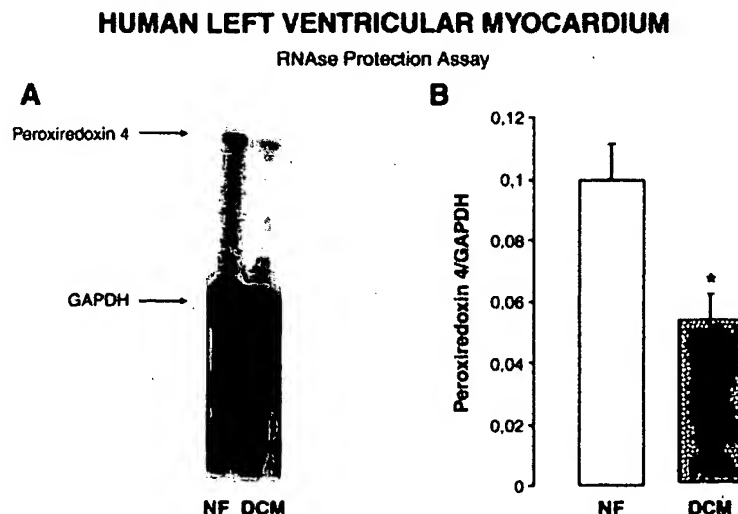 HUMAN LEFT VENTRICULAR MYOCARDIUM
RNAse Protection Assay
A
Peroxiredoxin 4
GAPDH
NF DCM
B
Peroxiredoxin 4/GAPDH
0,12
0,1
0,08
0,06
0,04
0,02
0
*
NF
DCM